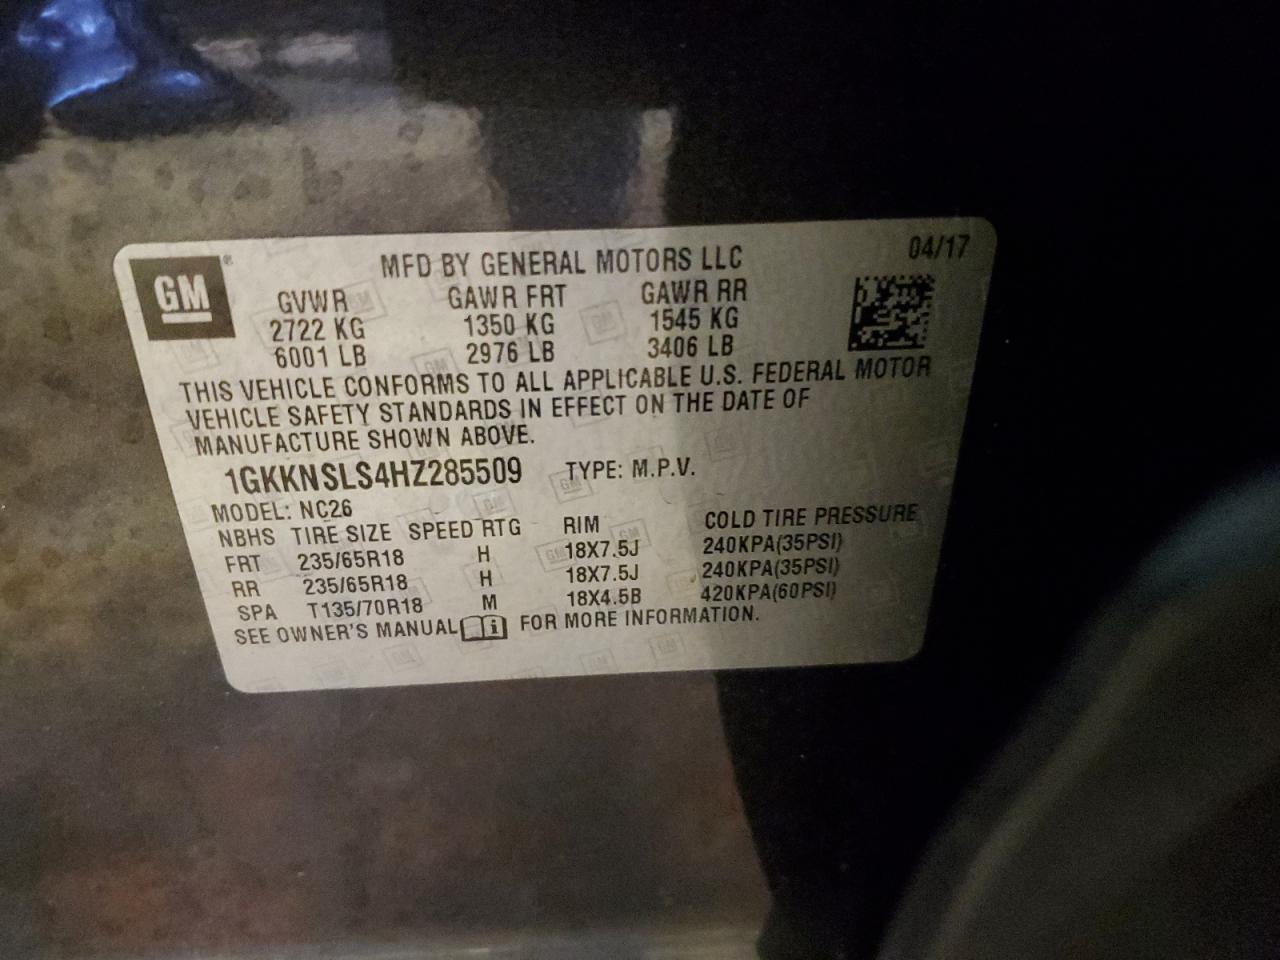 GM
®
MFD BY GENERAL MOTORS LLC
04/17
GVWR GAWR FRT GAWR RR
2722 KG 1350 KG 1545 KG
6001 LB 2976 LB 3406 LB
THIS VEHICLE CONFORMS TO ALL APPLICABLE U.S. FEDERAL MOTOR
VEHICLE SAFETY STANDARDS IN EFFECT ON THE DATE OF
MANUFACTURE SHOWN ABOVE.
1GKKNSLS4HZ285509 TYPE: M.P.V.
MODEL: NC26
NBHS TIRE SIZE SPEED RTG RIM COLD TIRE PRESSURE
FRT 235/65R18 H 18X7.5J 240KPA(35PSI)
RR 235/65R18 H 18X7.5J 240KPA(35PSI)
SPA T135/70R18 M 18X4.5B 420KPA(60PSI)
SEE OWNER'S MANUAL i FOR MORE INFORMATION.